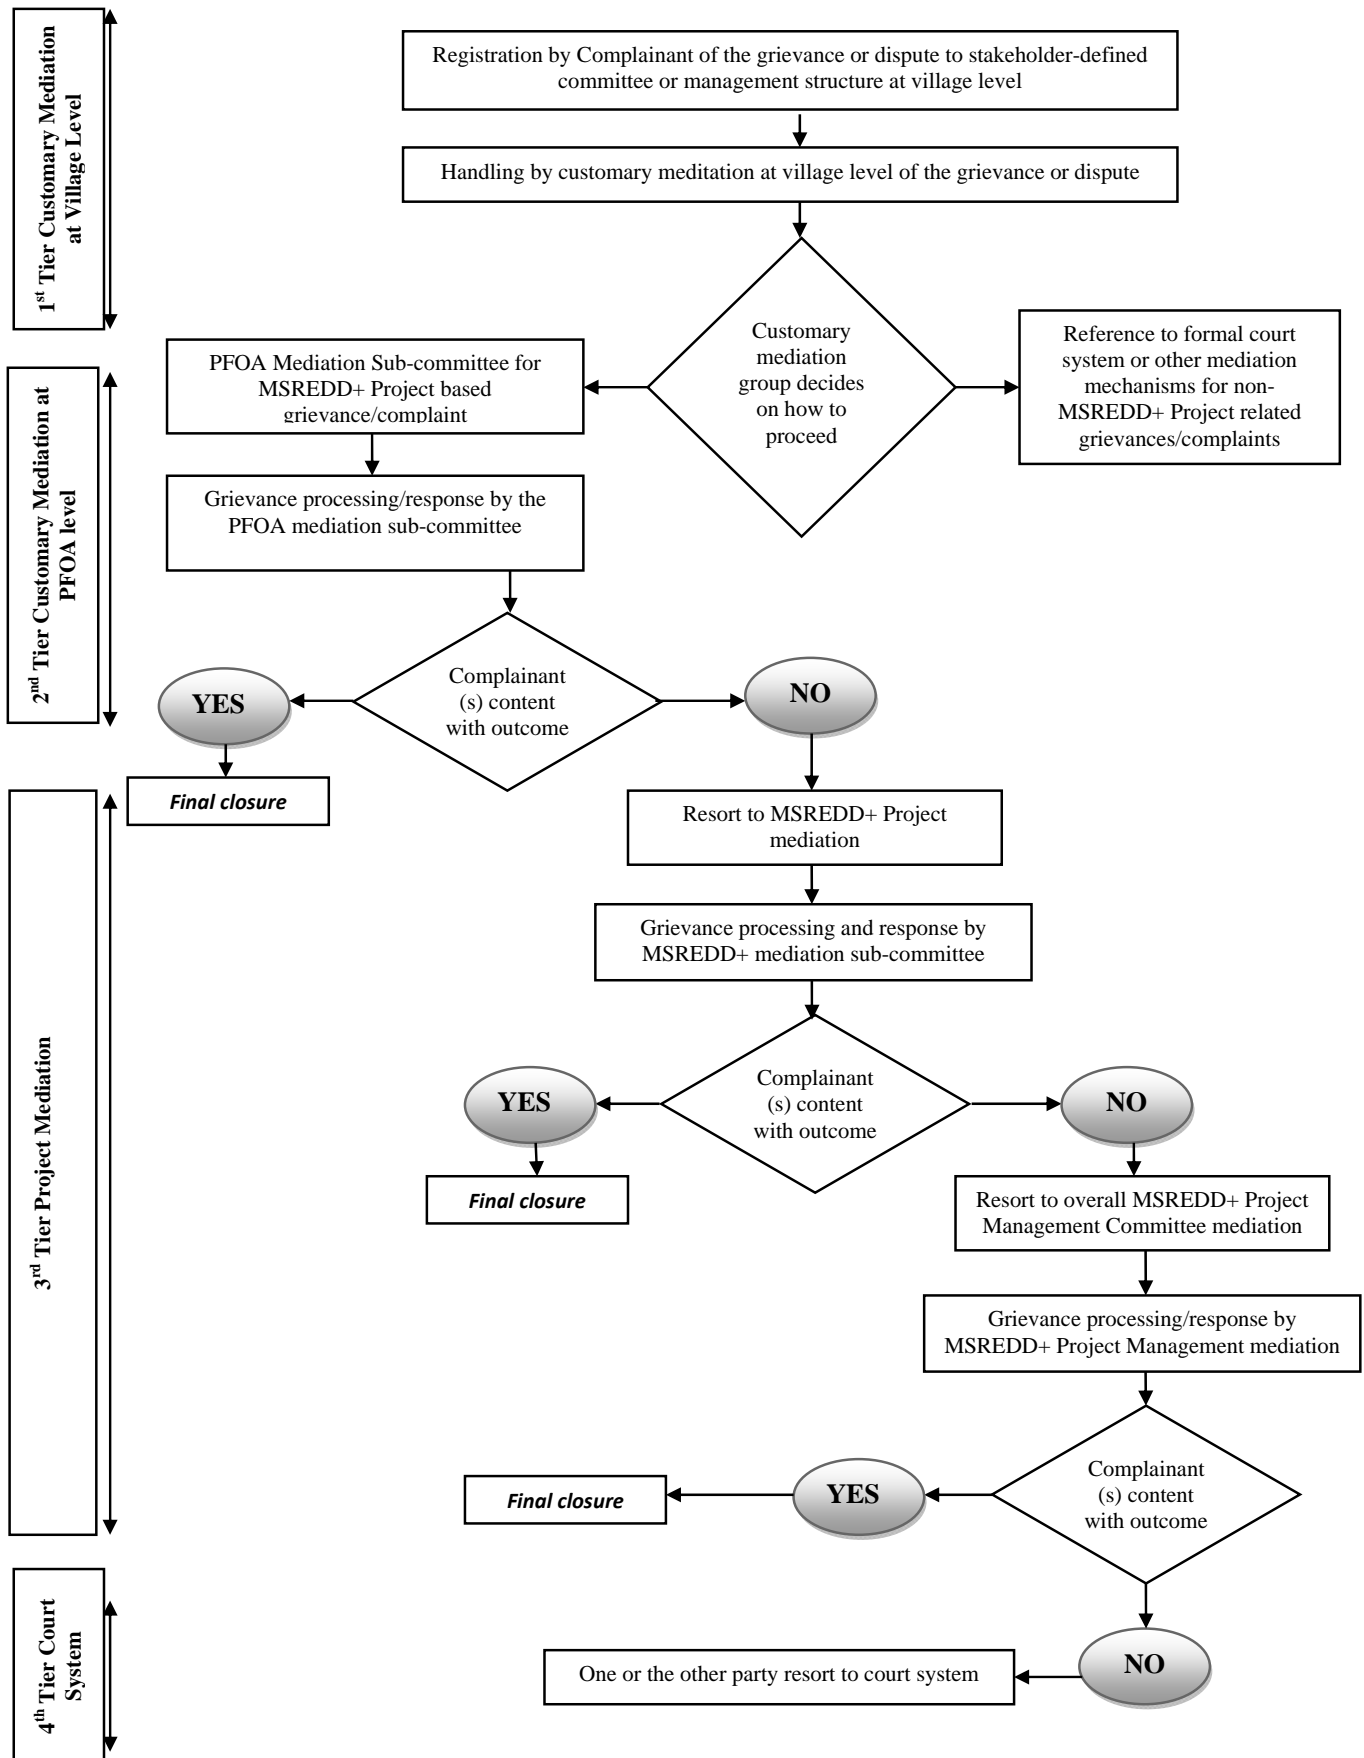 1st Tier Customary Mediation
at Village Level
Registration by Complainant of the grievance or dispute to stakeholder-defined
committee or management structure at village level
Handling by customary meditation at village level of the grievance or dispute
Customary
mediation
group decides
on how to
proceed
Reference to formal court
system or other mediation
mechanisms for non-
MSREDD+ Project related
grievances/complaints
2nd Tier Customary Mediation at
PFOA level
PFOA Mediation Sub-committee for
MSREDD+ Project based
grievance/complaint
Grievance processing/response by the
PFOA mediation sub-committee
Complainant
(s) content
with outcome
YES
NO
Final closure
3rd Tier Project Mediation
Resort to MSREDD+ Project
mediation
Grievance processing and response by
MSREDD+ mediation sub-committee
Complainant
(s) content
with outcome
YES
NO
Final closure
Resort to overall MSREDD+ Project
Management Committee mediation
Grievance processing/response by
MSREDD+ Project Management mediation
Complainant
(s) content
with outcome
YES
Final closure
4th Tier Court
System
NO
One or the other party resort to court system